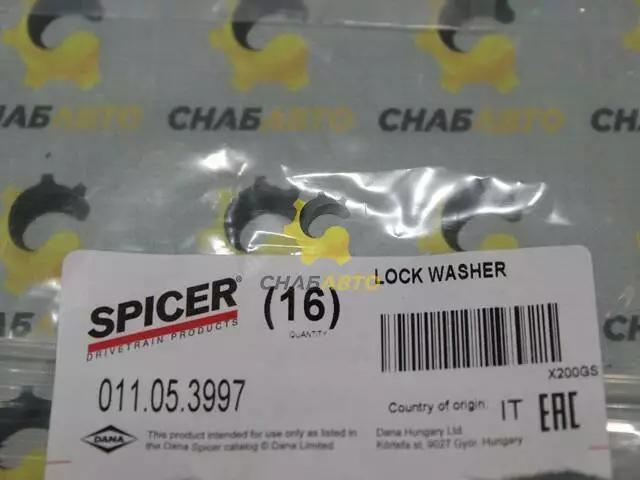 СНАБАВТО
СНАБАВТО
СНАБАВТО
СНАБАВТО
SPICER®
DRIVETRAIN PRODUCTS
(16)
QUANTITY
LOCK WASHER
X200GS
011.05.3997
Country of origin: IT EAC
DANA
This product intended for use only as listed in
the Dana Spicer catalog © Dana Limited
Dana Hungary Ltd.
Körtefa st, 9027 Győr, Hungary